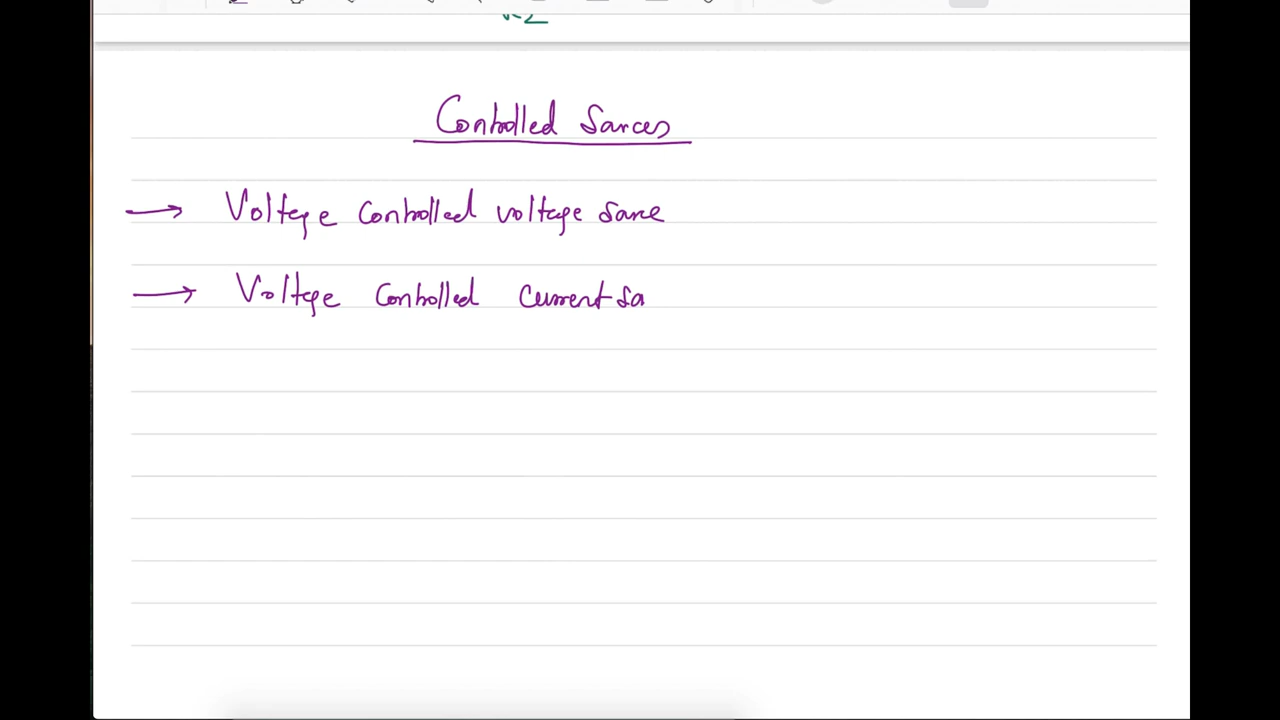 Controlled Sources
→ Voltage Controlled voltage source
→ Voltage Controlled Current So